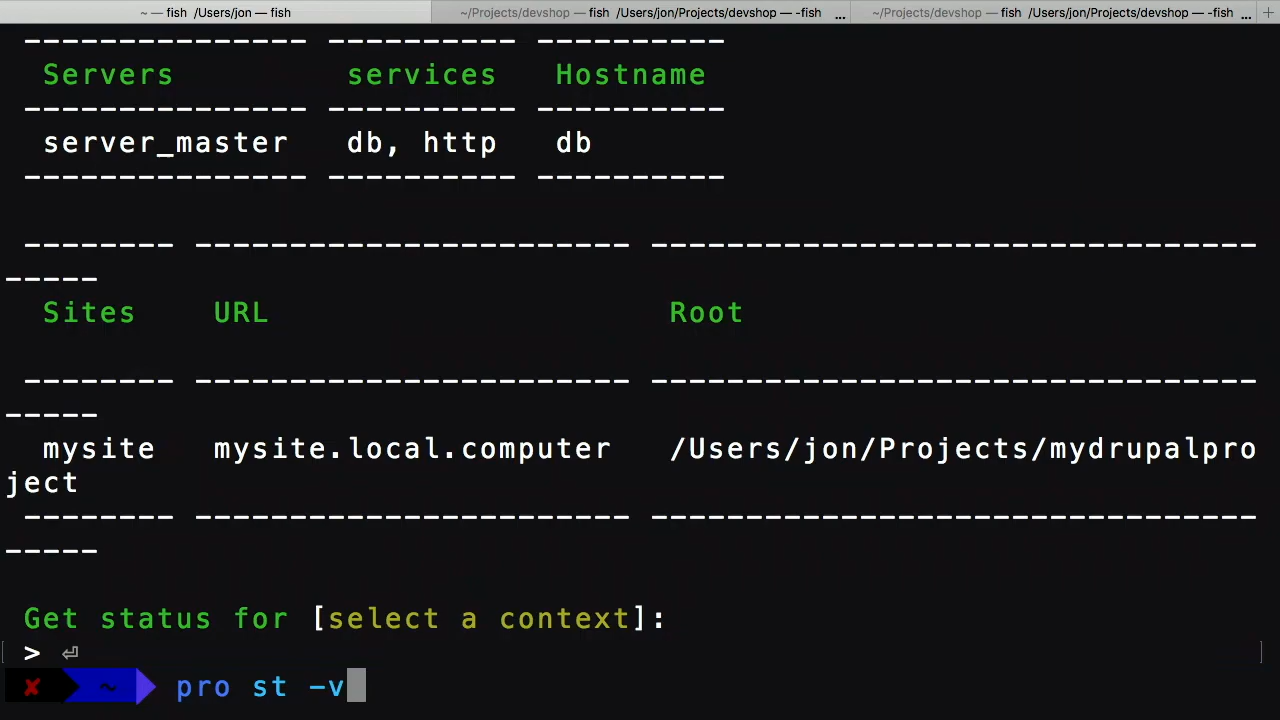 ~ — fish /Users/jon — fish ~/Projects/devshop — fish /Users/jon/Projects/devshop — -fish ... ~/Projects/devshop — fish /Users/jon/Projects/devshop — -fish ... +
--------------- ---------- ----------
Servers services Hostname
--------------- ---------- ----------
server_master db, http db
--------------- ---------- ----------
-------- ----------------------- --------------------------------
-----
Sites URL Root
-------- ----------------------- --------------------------------
-----
mysite mysite.local.computer /Users/jon/Projects/mydrupalpro
ject
-------- ----------------------- --------------------------------
-----
Get status for [select a context]:
> ⏎
✘ ~ pro st -v